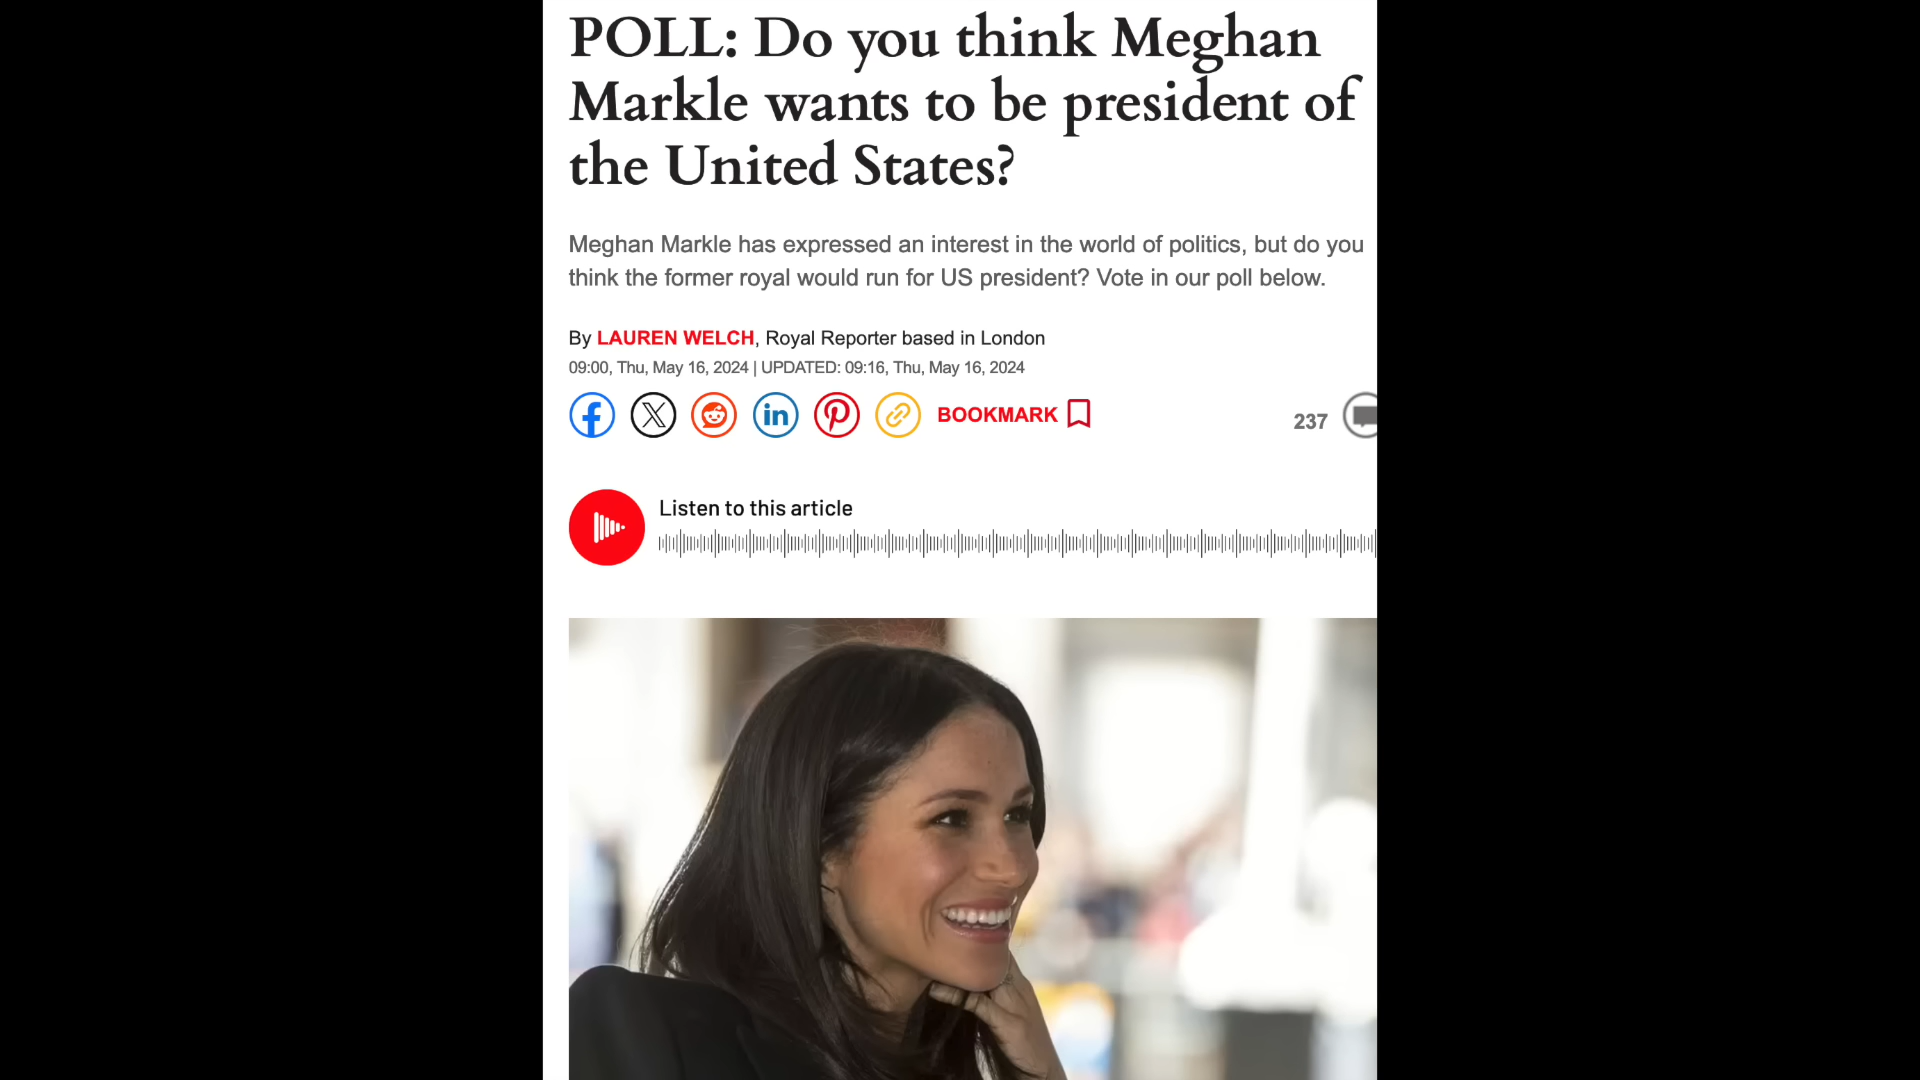 POLL: Do you think Meghan
Markle wants to be president of
the United States?
Meghan Markle has expressed an interest in the world of politics, but do you
think the former royal would run for US president? Vote in our poll below.
By LAUREN WELCH, Royal Reporter based in London
09:00, Thu, May 16, 2024 | UPDATED: 09:16, Thu, May 16, 2024
BOOKMARK
237
Listen to this article